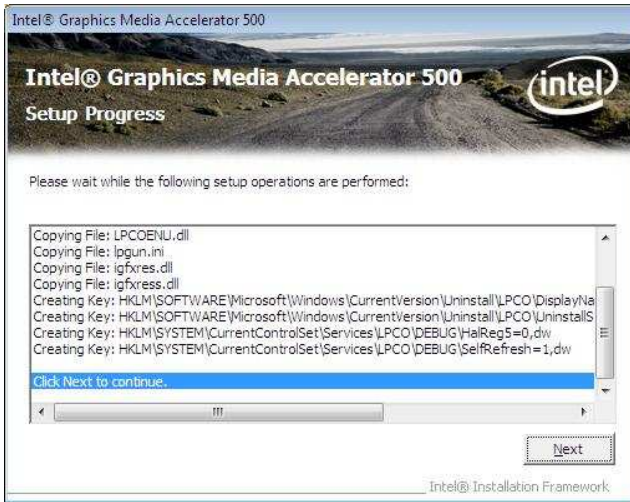 Intel® Graphics Media Accelerator 500
Intel® Graphics Media Accelerator 500
intel
Setup Progress
Please wait while the following setup operations are performed:
Copying File: LPCOENU.dll
Copying File: lpgun.ini
Copying File: igfxres.dll
Copying File: igfxress.dll
Creating Key: HKLM\SOFTWARE\Microsoft\Windows\CurrentVersion\Uninstall\LPCO\DisplayNa
Creating Key: HKLM\SOFTWARE\Microsoft\Windows\CurrentVersion\Uninstall\LPCO\UninstallS
Creating Key: HKLM\SYSTEM\CurrentControlSet\Services\LPCO\DEBUG\HalReg5=0,dw
Creating Key: HKLM\SYSTEM\CurrentControlSet\Services\LPCO\DEBUG\SelfRefresh=1,dw
Click Next to continue.
Next
Intel® Installation Framework